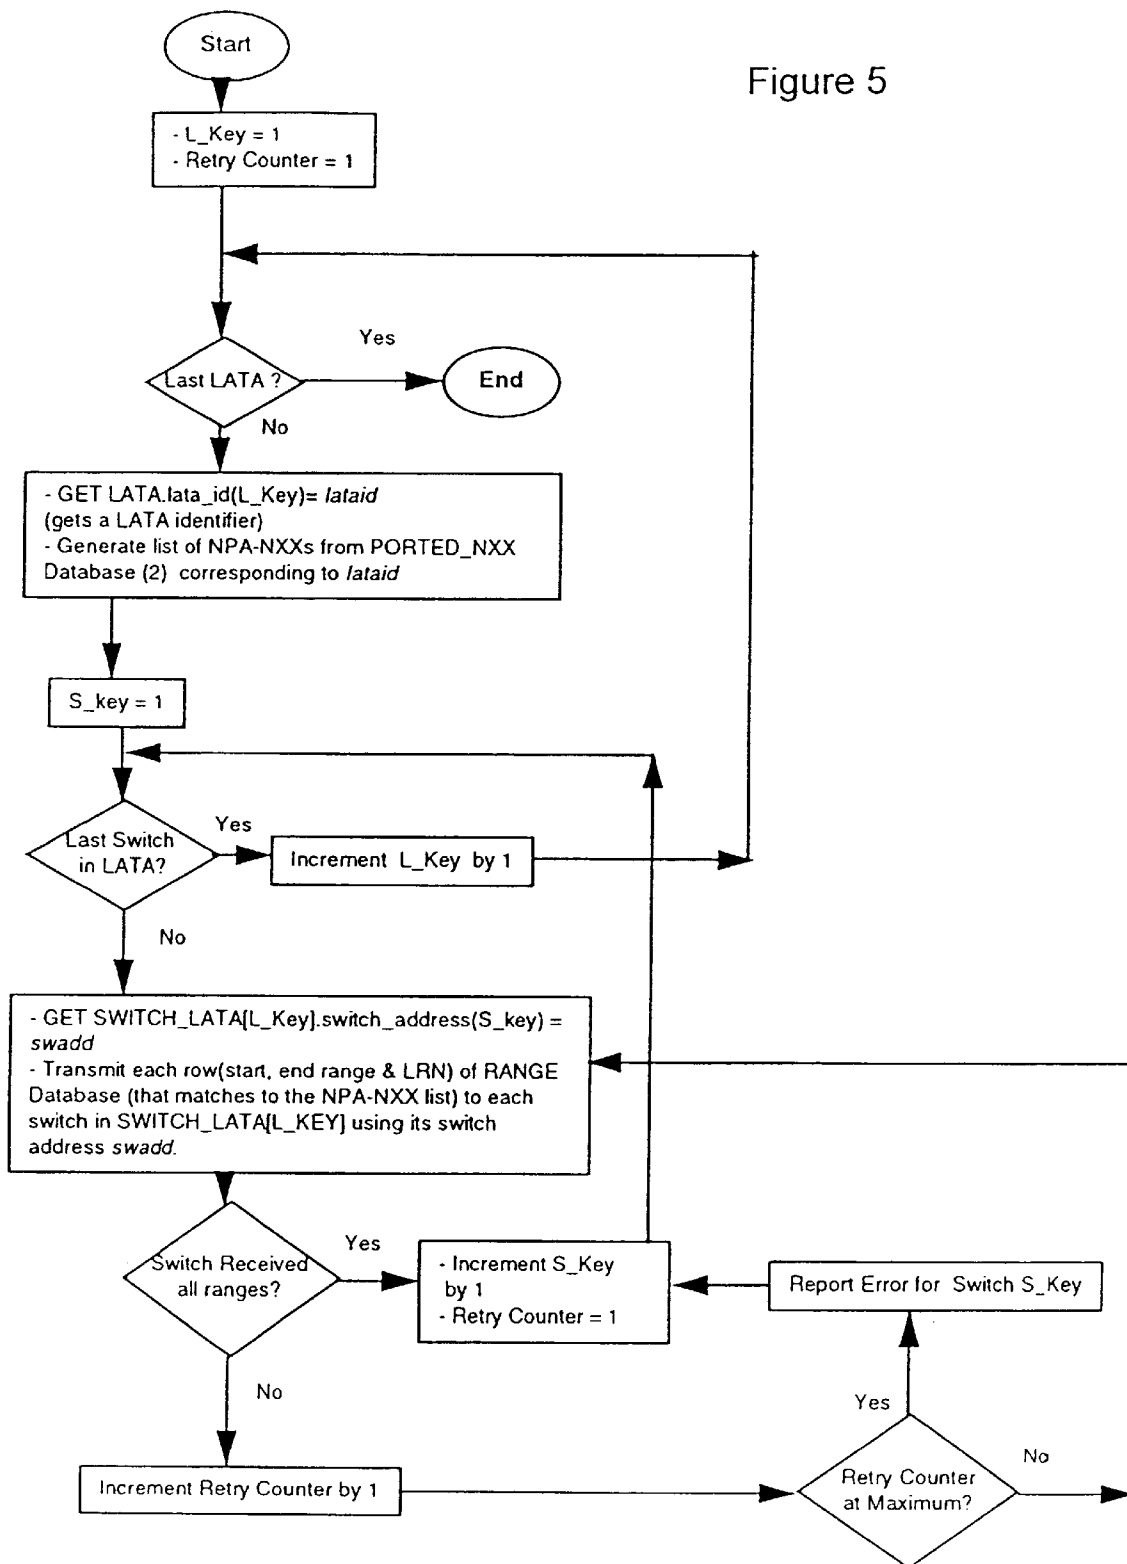 Start
Figure 5
- L_Key = 1
- Retry Counter = 1
Yes
Last LATA ?
End
No
- GET LATA.lata_id(L_Key)= lataid
(gets a LATA identifier)
- Generate list of NPA-NXXs from PORTED_NXX
Database (2) corresponding to lataid
S_key = 1
Last Switch
in LATA?
Yes
Increment L_Key by 1
No
- GET SWITCH_LATA[L_Key].switch_address(S_key) =
swadd
- Transmit each row(start, end range & LRN) of RANGE
Database (that matches to the NPA-NXX list) to each
switch in SWITCH_LATA[L_KEY] using its switch
address swadd.
Switch Received
all ranges?
Yes
- Increment S_Key
by 1
- Retry Counter = 1
Report Error for Switch S_Key
No
Yes
Increment Retry Counter by 1
Retry Counter
at Maximum?
No